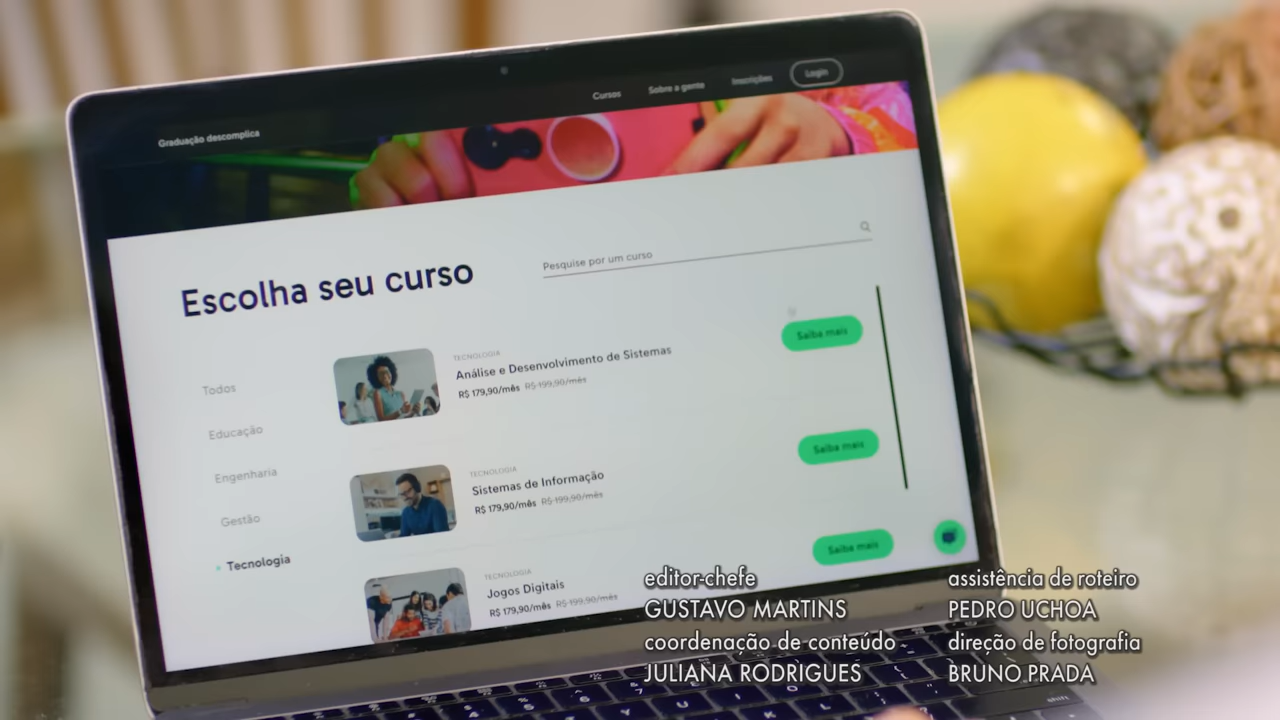 Graduação descomplica
Cursos
Sobre a gente
Inscrições
Login
Escolha seu curso
Pesquise por um curso
Todos
Educação
Engenharia
Gestão
Tecnologia
TECNOLOGIA
Análise e Desenvolvimento de Sistemas
R$ 179,90/mês R$ 199,90/mês
Saiba mais
TECNOLOGIA
Sistemas de Informação
R$ 179,90/mês R$ 199,90/mês
Saiba mais
TECNOLOGIA
Jogos Digitais
R$ 179,90/mês R$ 199,90/mês
Saiba mais
editor-chefe
GUSTAVO MARTINS
coordenação de conteúdo
JULIANA RODRIGUES
assistência de roteiro
PEDRO UCHOA
direção de fotografia
BRUNO PRADA
shift